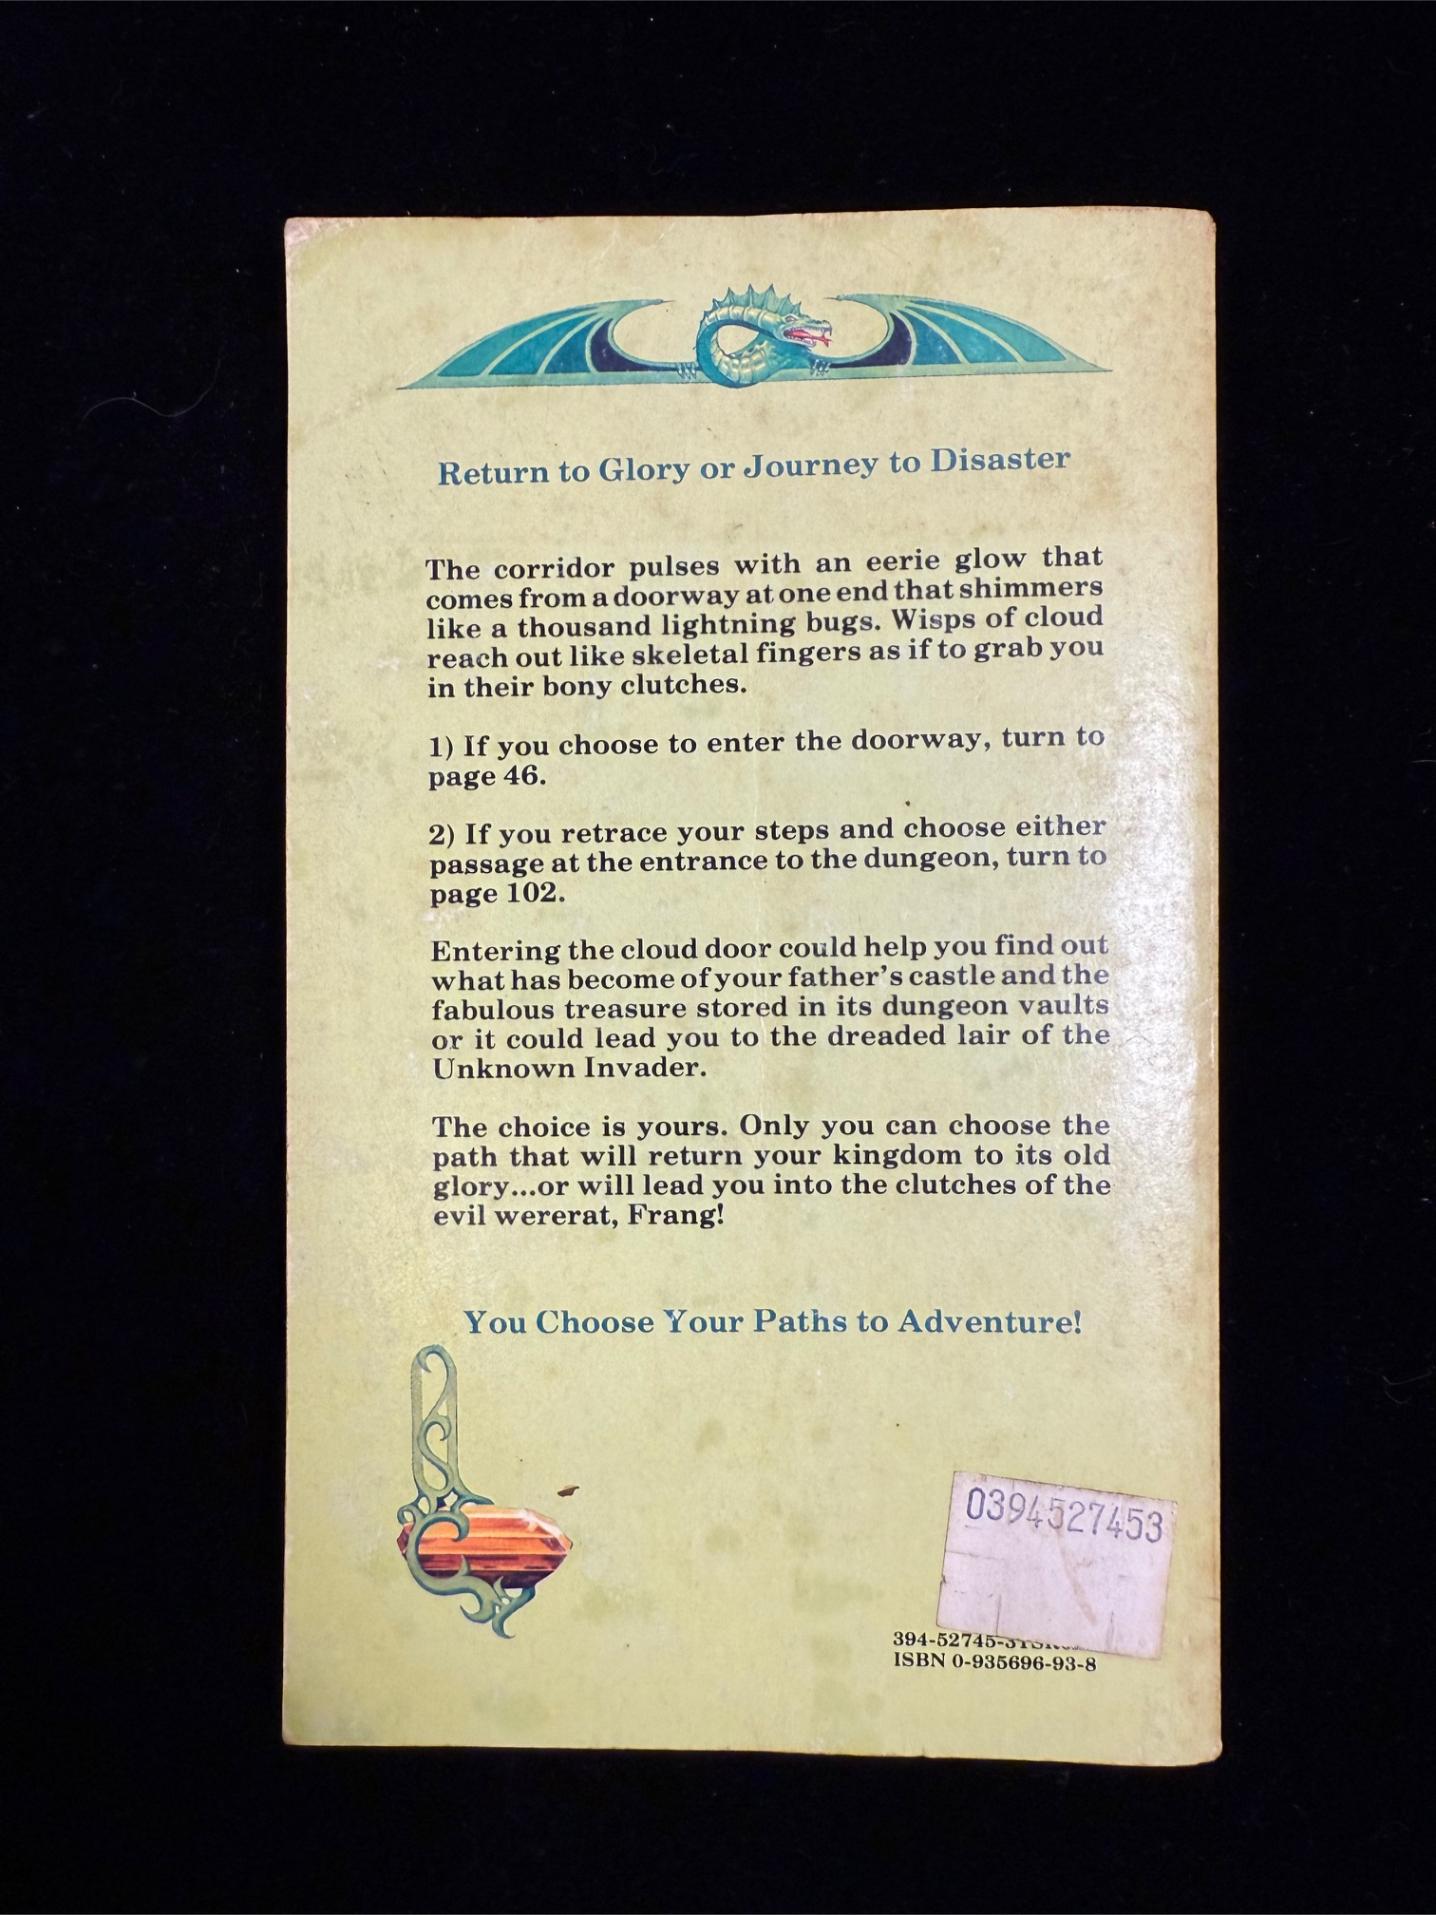 Return to Glory or Journey to Disaster
The corridor pulses with an eerie glow that
comes from a doorway at one end that shimmers
like a thousand lightning bugs. Wisps of cloud
reach out like skeletal fingers as if to grab you
in their bony clutches.
1) If you choose to enter the doorway, turn to
page 46.
2) If you retrace your steps and choose either
passage at the entrance to the dungeon, turn to
page 102.
Entering the cloud door could help you find out
what has become of your father's castle and the
fabulous treasure stored in its dungeon vaults
or it could lead you to the dreaded lair of the
Unknown Invader.
The choice is yours. Only you can choose the
path that will return your kingdom to its old
glory...or will lead you into the clutches of the
evil wererat, Frang!
You Choose Your Paths to Adventure!
0394527453
394-52745-3
ISBN 0-935696-93-8